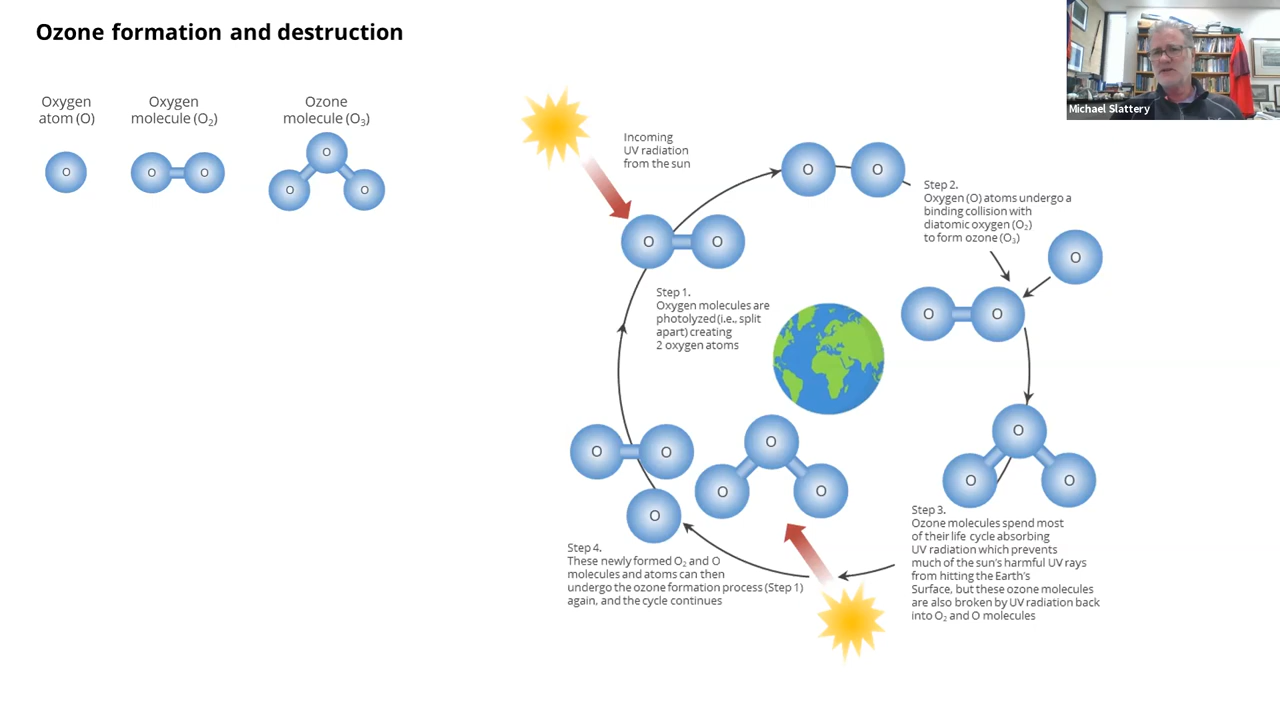 Ozone formation and destruction
Michael Slattery
Oxygen
atom (O)
Oxygen
molecule (O₂)
Ozone
molecule (O₃)
O
O O
O
O O
Incoming
UV radiation
from the sun
O O
O O
Step 1.
Oxygen molecules are
photolyzed (i.e., split
apart) creating
2 oxygen atoms
Step 2.
Oxygen (O) atoms undergo a
binding collision with
diatomic oxygen (O₂)
to form ozone (O₃)
O
O O
O
O O
Step 3.
Ozone molecules spend most
of their life cycle absorbing
UV radiation which prevents
much of the sun's harmful UV rays
from hitting the Earth's
Surface, but these ozone molecules
are also broken by UV radiation back
into O₂ and O molecules
O
O O
O O
O
Step 4.
These newly formed O₂ and O
molecules and atoms can then
undergo the ozone formation process (Step 1)
again, and the cycle continues